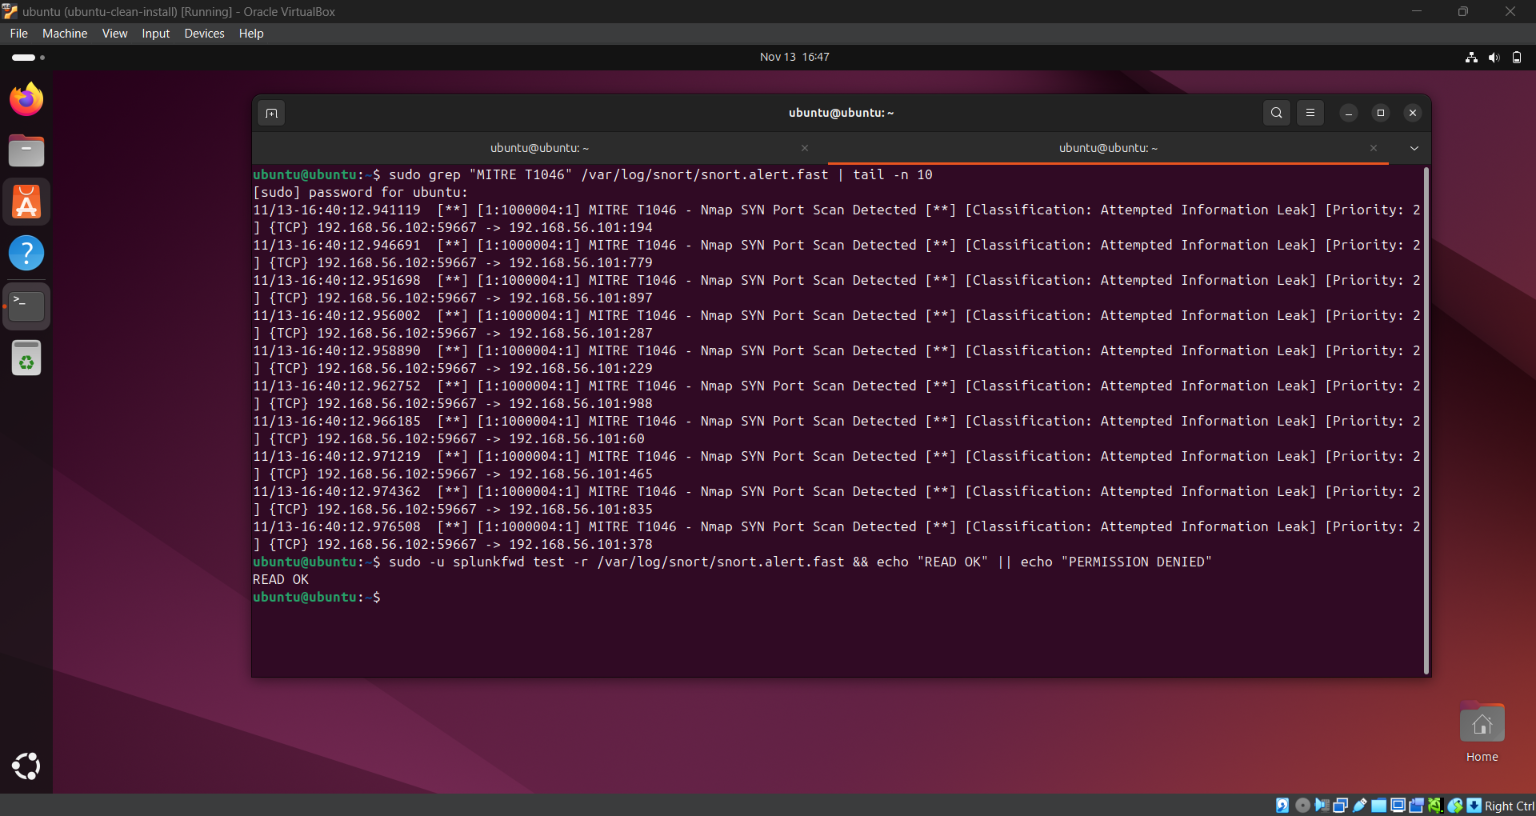 ubuntu (ubuntu-clean-install) [Running] - Oracle VirtualBox
File Machine View Input Devices Help
Nov 13 16:47
ubuntu@ubuntu: ~
ubuntu@ubuntu: ~ ubuntu@ubuntu: ~
ubuntu@ubuntu:~$ sudo grep "MITRE T1046" /var/log/snort/snort.alert.fast | tail -n 10
[sudo] password for ubuntu:
11/13-16:40:12.941119  [**] [1:1000004:1] MITRE T1046 - Nmap SYN Port Scan Detected [**] [Classification: Attempted Information Leak] [Priority: 2
] {TCP} 192.168.56.102:59667 -> 192.168.56.101:194
11/13-16:40:12.946691  [**] [1:1000004:1] MITRE T1046 - Nmap SYN Port Scan Detected [**] [Classification: Attempted Information Leak] [Priority: 2
] {TCP} 192.168.56.102:59667 -> 192.168.56.101:779
11/13-16:40:12.951698  [**] [1:1000004:1] MITRE T1046 - Nmap SYN Port Scan Detected [**] [Classification: Attempted Information Leak] [Priority: 2
] {TCP} 192.168.56.102:59667 -> 192.168.56.101:897
11/13-16:40:12.956002  [**] [1:1000004:1] MITRE T1046 - Nmap SYN Port Scan Detected [**] [Classification: Attempted Information Leak] [Priority: 2
] {TCP} 192.168.56.102:59667 -> 192.168.56.101:287
11/13-16:40:12.958890  [**] [1:1000004:1] MITRE T1046 - Nmap SYN Port Scan Detected [**] [Classification: Attempted Information Leak] [Priority: 2
] {TCP} 192.168.56.102:59667 -> 192.168.56.101:229
11/13-16:40:12.962752  [**] [1:1000004:1] MITRE T1046 - Nmap SYN Port Scan Detected [**] [Classification: Attempted Information Leak] [Priority: 2
] {TCP} 192.168.56.102:59667 -> 192.168.56.101:988
11/13-16:40:12.966185  [**] [1:1000004:1] MITRE T1046 - Nmap SYN Port Scan Detected [**] [Classification: Attempted Information Leak] [Priority: 2
] {TCP} 192.168.56.102:59667 -> 192.168.56.101:60
11/13-16:40:12.971219  [**] [1:1000004:1] MITRE T1046 - Nmap SYN Port Scan Detected [**] [Classification: Attempted Information Leak] [Priority: 2
] {TCP} 192.168.56.102:59667 -> 192.168.56.101:465
11/13-16:40:12.974362  [**] [1:1000004:1] MITRE T1046 - Nmap SYN Port Scan Detected [**] [Classification: Attempted Information Leak] [Priority: 2
] {TCP} 192.168.56.102:59667 -> 192.168.56.101:835
11/13-16:40:12.976508  [**] [1:1000004:1] MITRE T1046 - Nmap SYN Port Scan Detected [**] [Classification: Attempted Information Leak] [Priority: 2
] {TCP} 192.168.56.102:59667 -> 192.168.56.101:378
ubuntu@ubuntu:~$ sudo -u splunkfwd test -r /var/log/snort/snort.alert.fast && echo "READ OK" || echo "PERMISSION DENIED"
READ OK
ubuntu@ubuntu:~$
Home
Right Ctrl